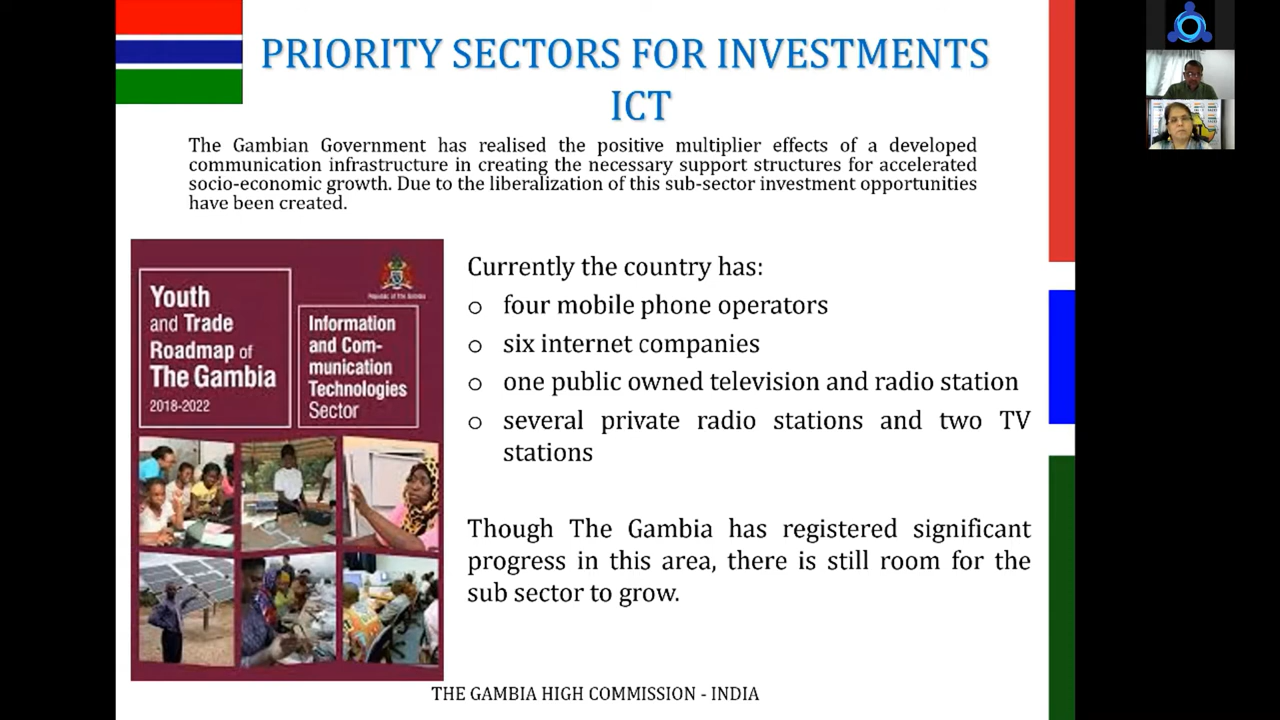 PRIORITY SECTORS FOR INVESTMENTS
ICT
The Gambian Government has realised the positive multiplier effects of a developed
communication infrastructure in creating the necessary support structures for accelerated
socio-economic growth. Due to the liberalization of this sub-sector investment opportunities
have been created.
Republic of The Gambia
Youth
and Trade
Roadmap of
The Gambia
2018-2022
Information
and Com-
munication
Technologies
Sector
Currently the country has:
o four mobile phone operators
o six internet companies
o one public owned television and radio station
o several private radio stations and two TV
stations
Though The Gambia has registered significant
progress in this area, there is still room for the
sub sector to grow.
THE GAMBIA HIGH COMMISSION - INDIA